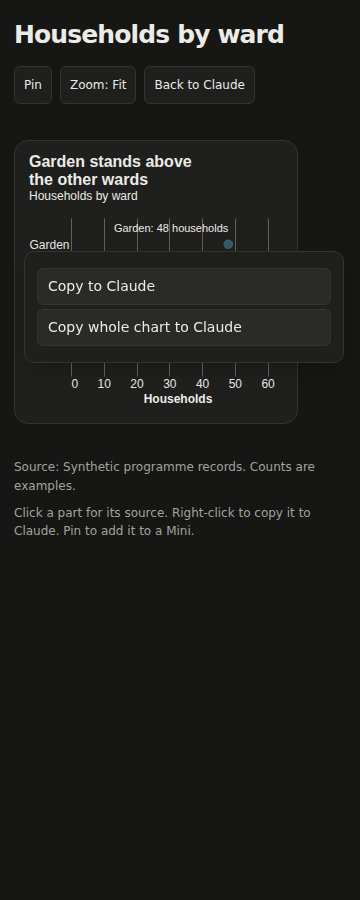 Households by ward
Pin
Zoom: Fit
Back to Claude
Garden stands above
the other wards
Households by ward
Garden: 48 households
Garden
Copy to Claude
Copy whole chart to Claude
0 10 20 30 40 50 60
Households
Source: Synthetic programme records. Counts are
examples.
Click a part for its source. Right-click to copy it to
Claude. Pin to add it to a Mini.